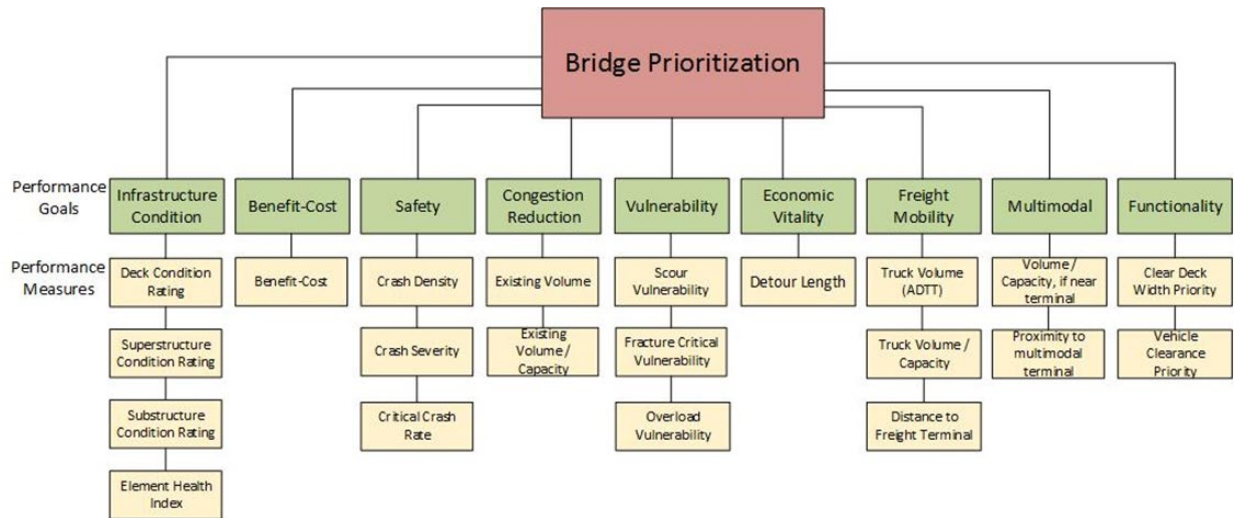 Bridge Prioritization
Performance
Goals
Infrastructure
Condition
Benefit-Cost
Safety
Congestion
Reduction
Vulnerability
Economic
Vitality
Freight
Mobility
Multimodal
Functionality
Performance
Measures
Deck Condition
Rating
Superstructure
Condition Rating
Substructure
Condition Rating
Element Health
Index
Benefit-Cost
Crash Density
Crash Severity
Critical Crash
Rate
Existing Volume
Existing
Volume /
Capacity
Scour
Vulnerability
Fracture Critical
Vulnerability
Overload
Vulnerability
Detour Length
Truck Volume
(ADTT)
Truck Volume /
Capacity
Distance to
Freight Terminal
Volume /
Capacity, if near
terminal
Proximity to
multimodal
terminal
Clear Deck
Width Priority
Vehicle
Clearance
Priority